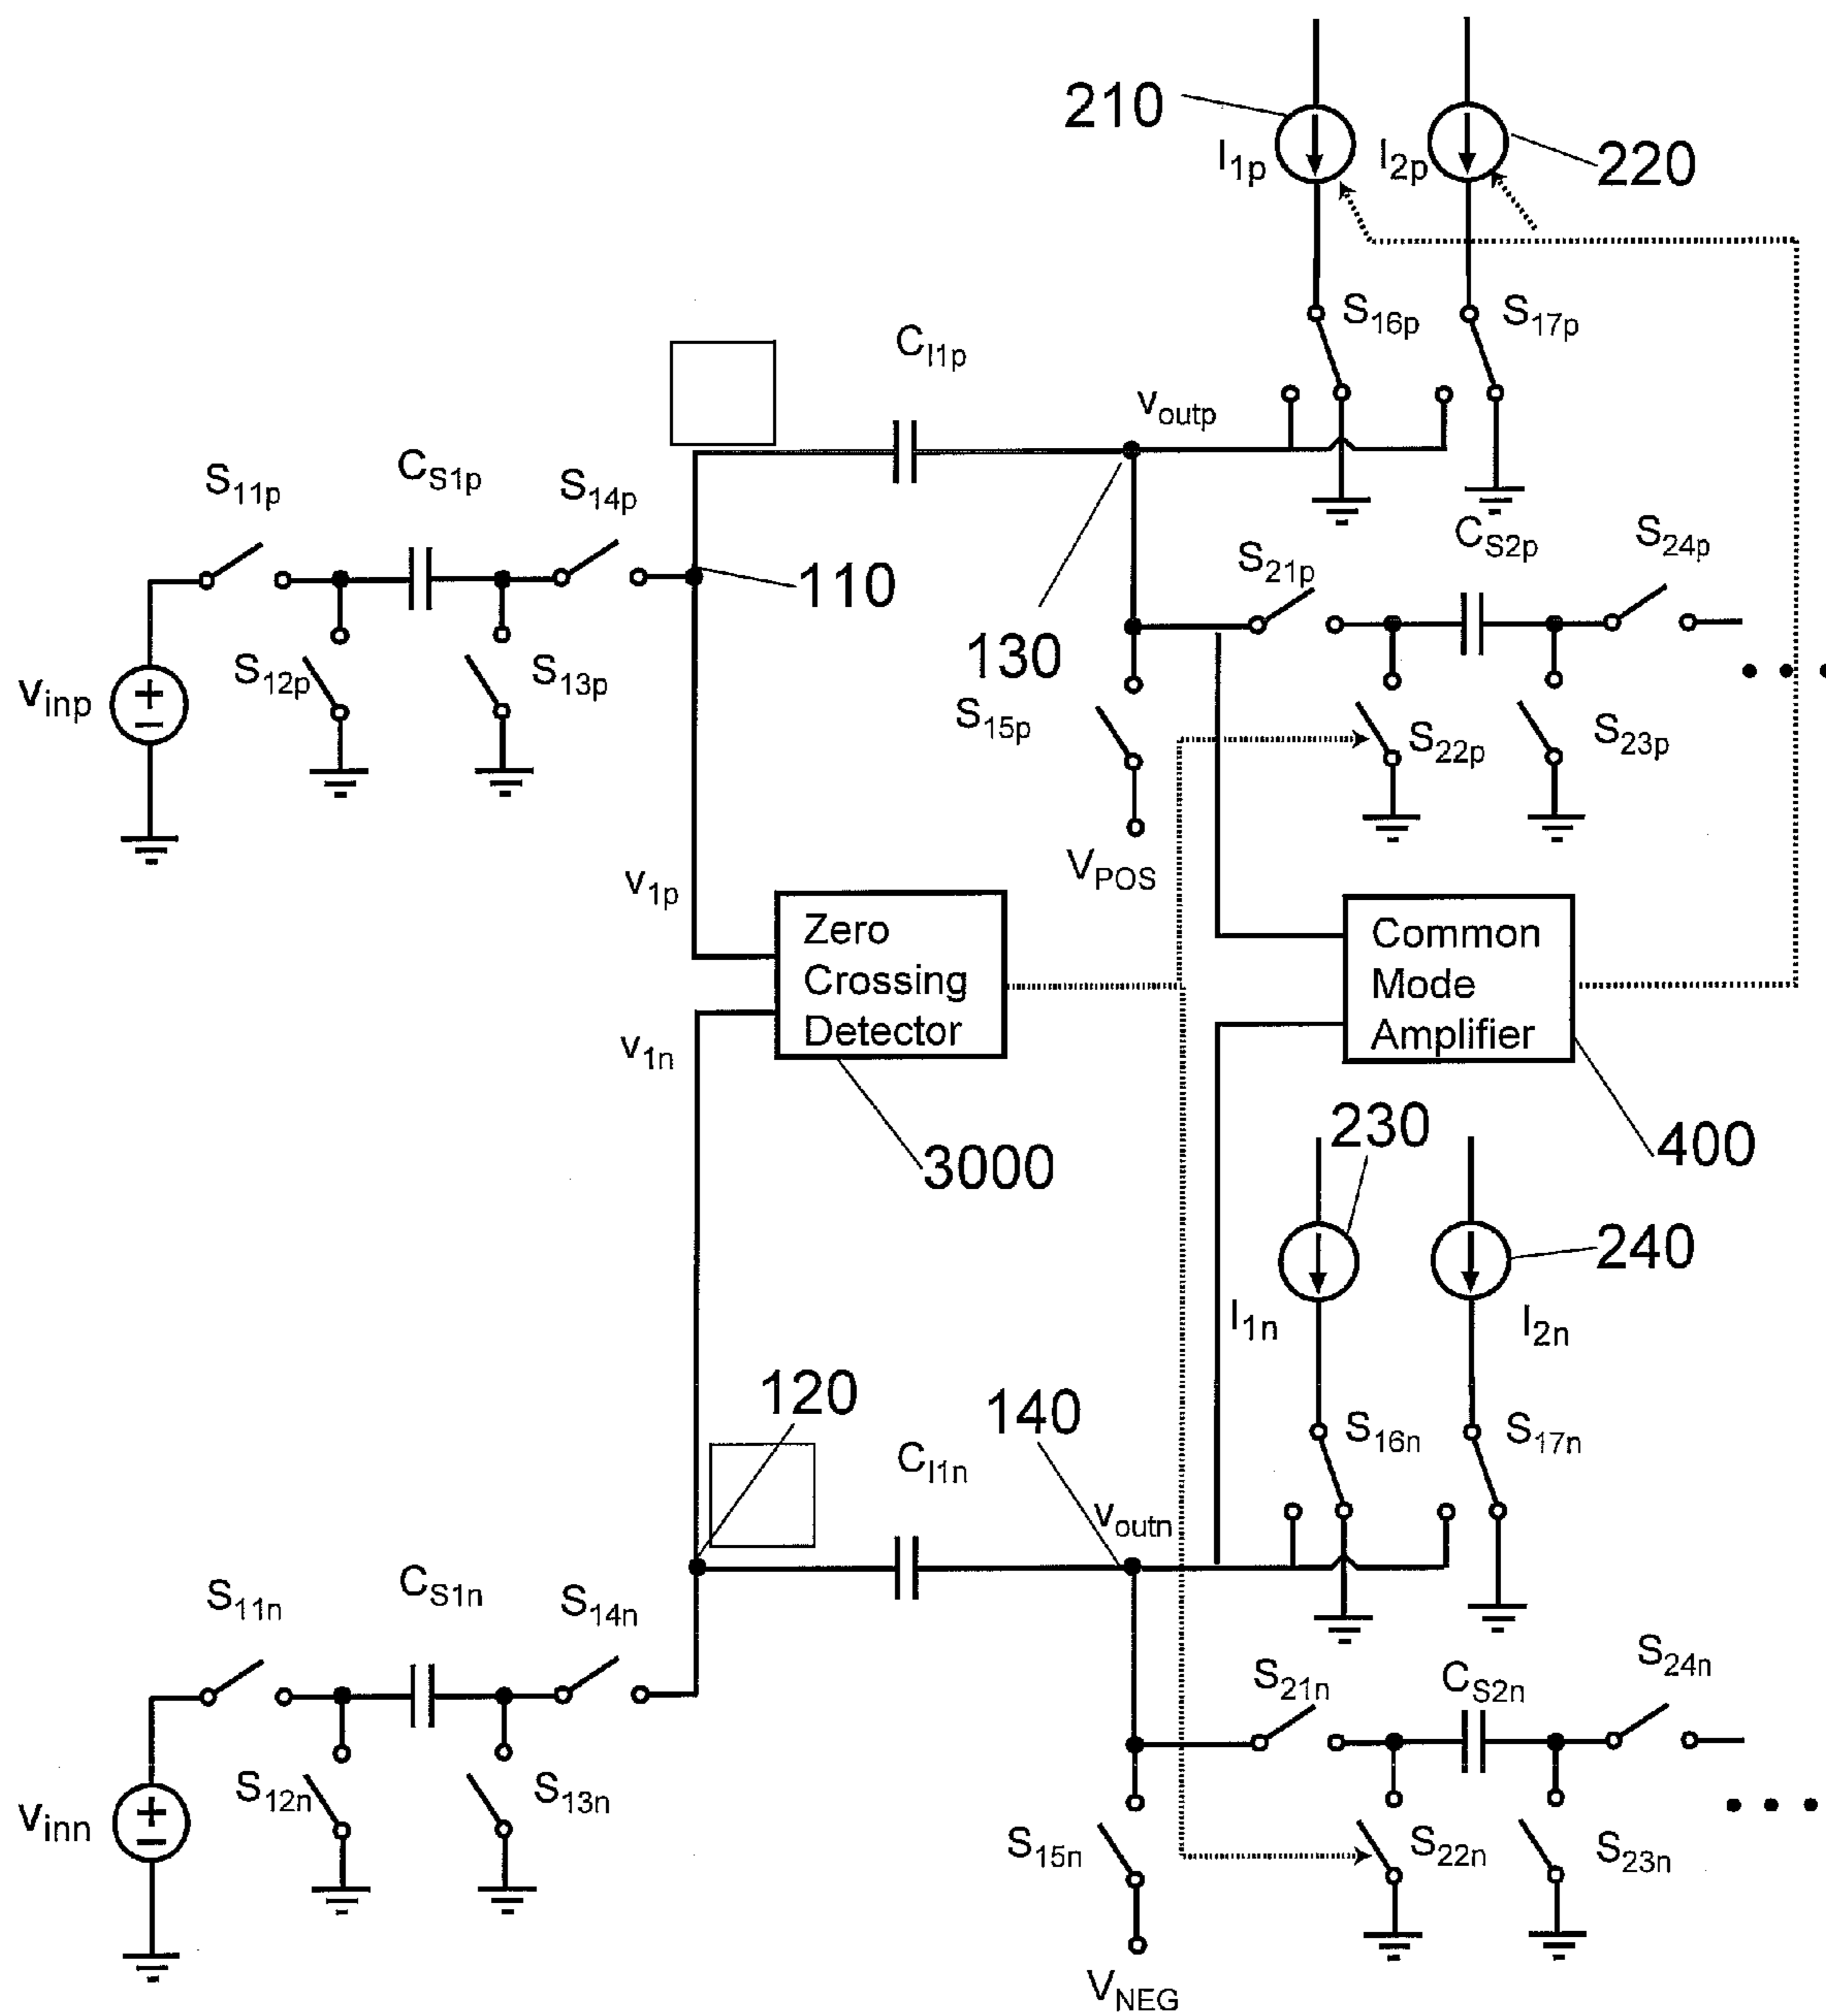 210
I1p
I2p
220
S16p
S17p
CI1p
voutp
S11p
CS1p
S14p
110
130
CS2p
S24p
S21p
vinp
S12p
S13p
S15p
S22p
S23p
• • •
VPOS
v1p
Zero
Crossing
Detector
Common
Mode
Amplifier
v1n
3000
230
400
240
I1n
I2n
120
140
S16n
S17n
CI1n
voutn
S11n
CS1n
S14n
S21n
CS2n
S24n
vinn
S12n
S13n
S15n
S22n
S23n
• • •
VNEG